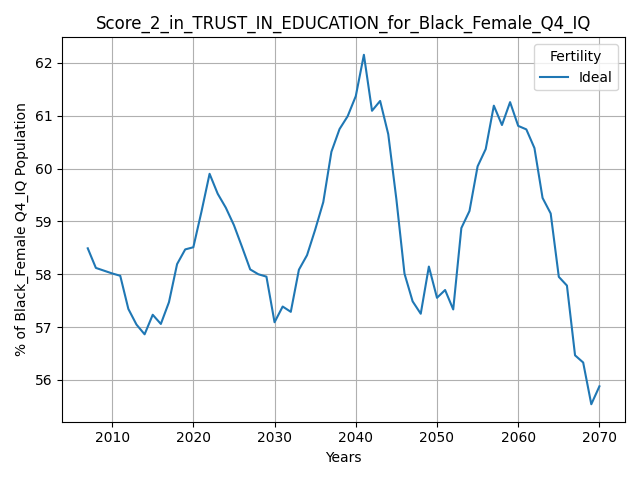 Score_2_in_TRUST_IN_EDUCATION_for_Black_Female_Q4_IQ
Fertility
Ideal
% of Black_Female Q4_IQ Population
62
61
60
59
58
57
56
2010
2020
2030
2040
2050
2060
2070
Years